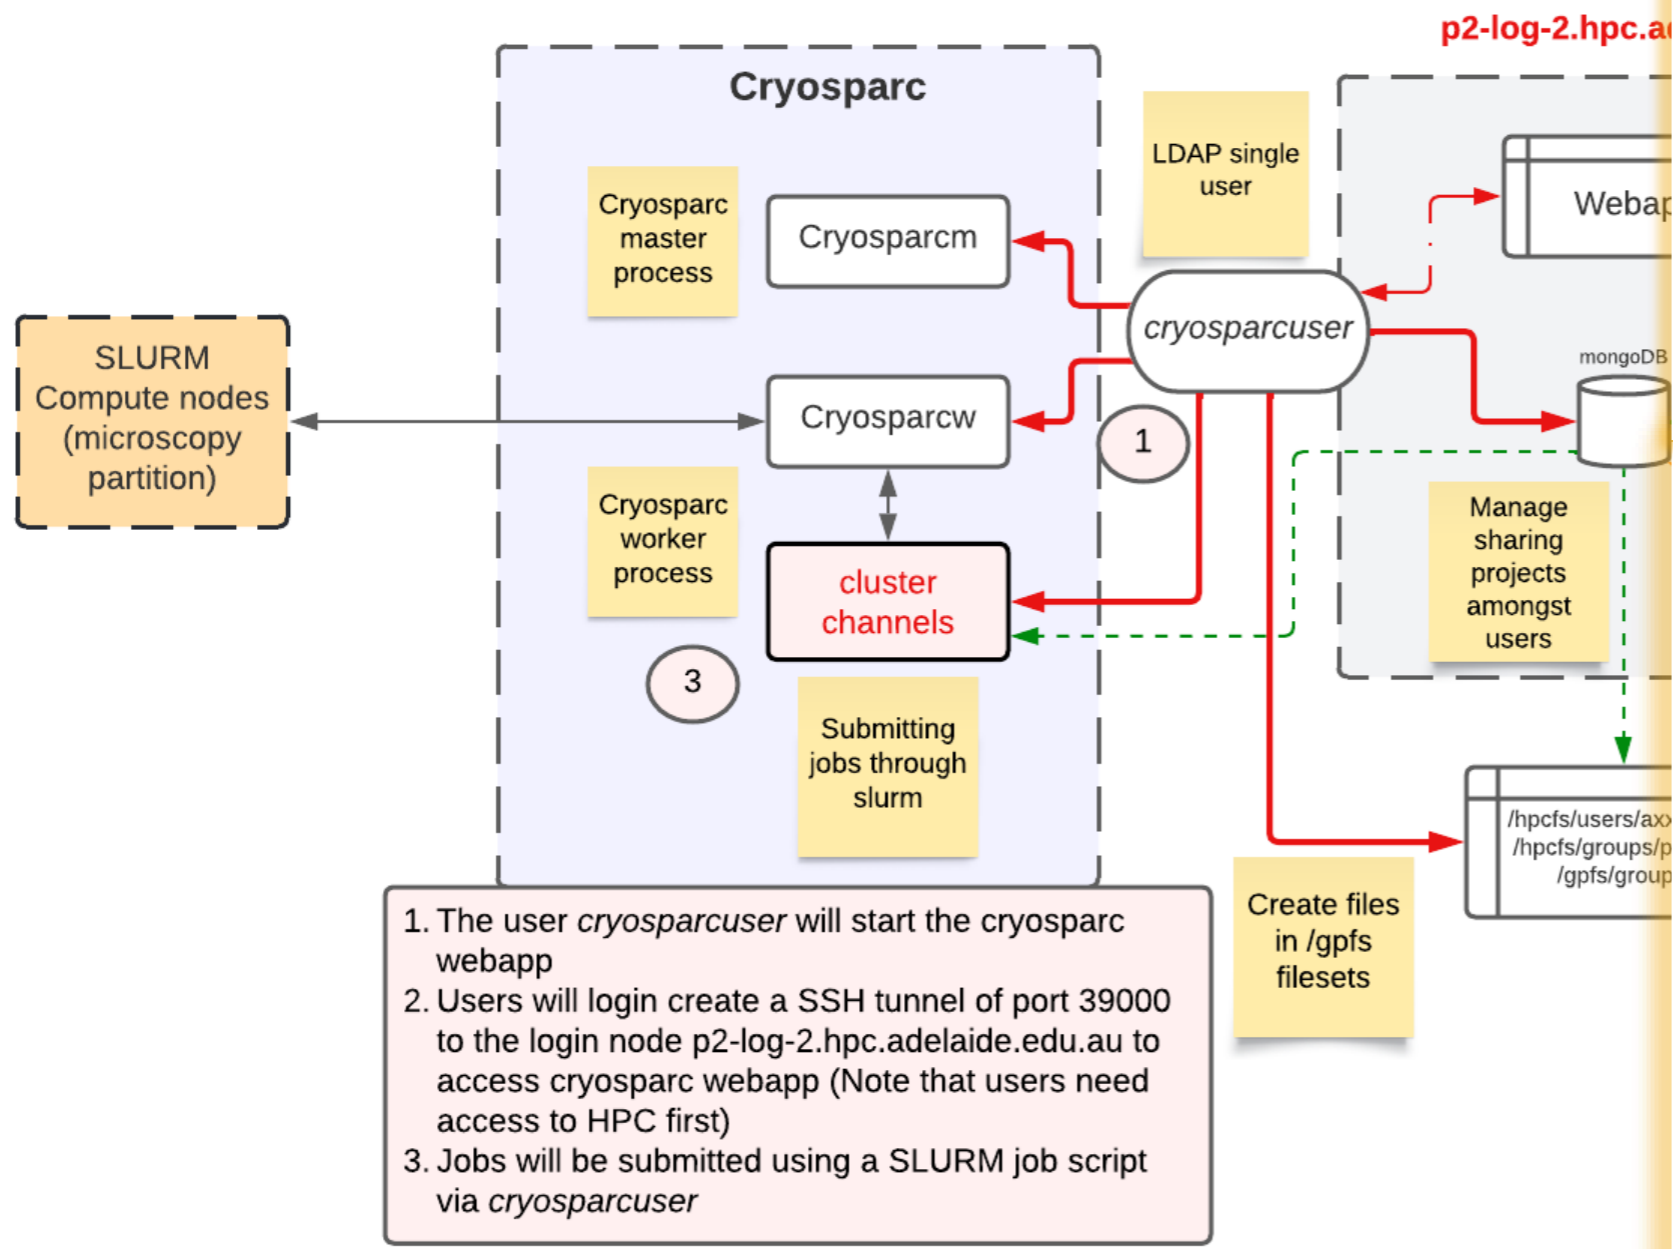 p2-log-2.hpc.a
Cryosparc
LDAP single
user
Cryosparc
master
process
Cryosparcm
Webap
cryosparcuser
SLURM
Compute nodes
(microscopy
partition)
mongoDB
Cryosparcw
1
Cryosparc
worker
process
Manage
sharing
projects
amongst
users
cluster
channels
3
Submitting
jobs through
slurm
/hpcfs/users/axx
/hpcfs/groups/p
/gpfs/group
Create files
in /gpfs
filesets
1. The user cryosparcuser will start the cryosparc
webapp
2. Users will login create a SSH tunnel of port 39000
to the login node p2-log-2.hpc.adelaide.edu.au to
access cryosparc webapp (Note that users need
access to HPC first)
3. Jobs will be submitted using a SLURM job script
via cryosparcuser